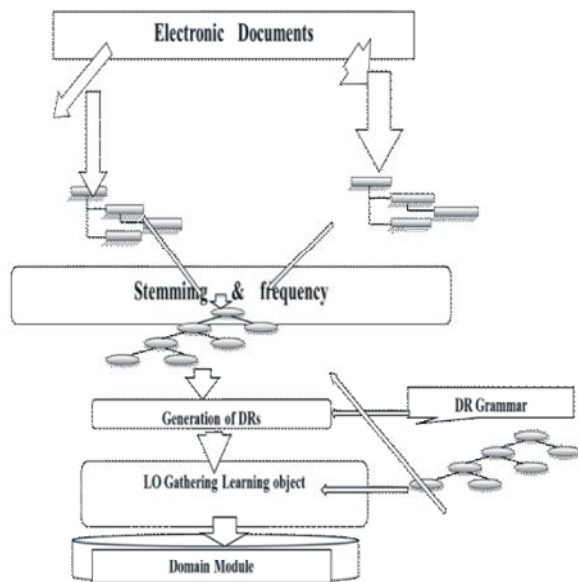 Electronic Documents
Stemming & frequency
Generation of DRs
DR Grammar
LO Gathering Learning object
Domain Module